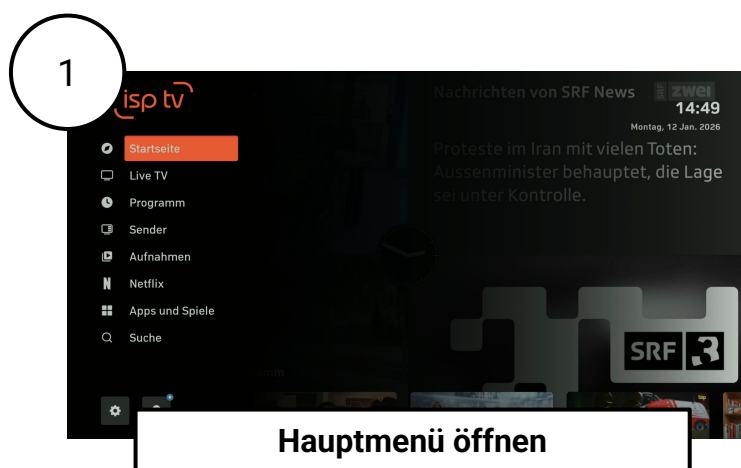 1
isp tv
Nachrichten von SRF News
SRF zwei
14:49
Montag, 12 Jan. 2026
Proteste im Iran mit vielen Toten:
Aussenminister behauptet, die Lage
sei unter Kontrolle.
Startseite
Live TV
Programm
Sender
Aufnahmen
Netflix
Apps und Spiele
Suche
SRF 3
Hauptmenü öffnen